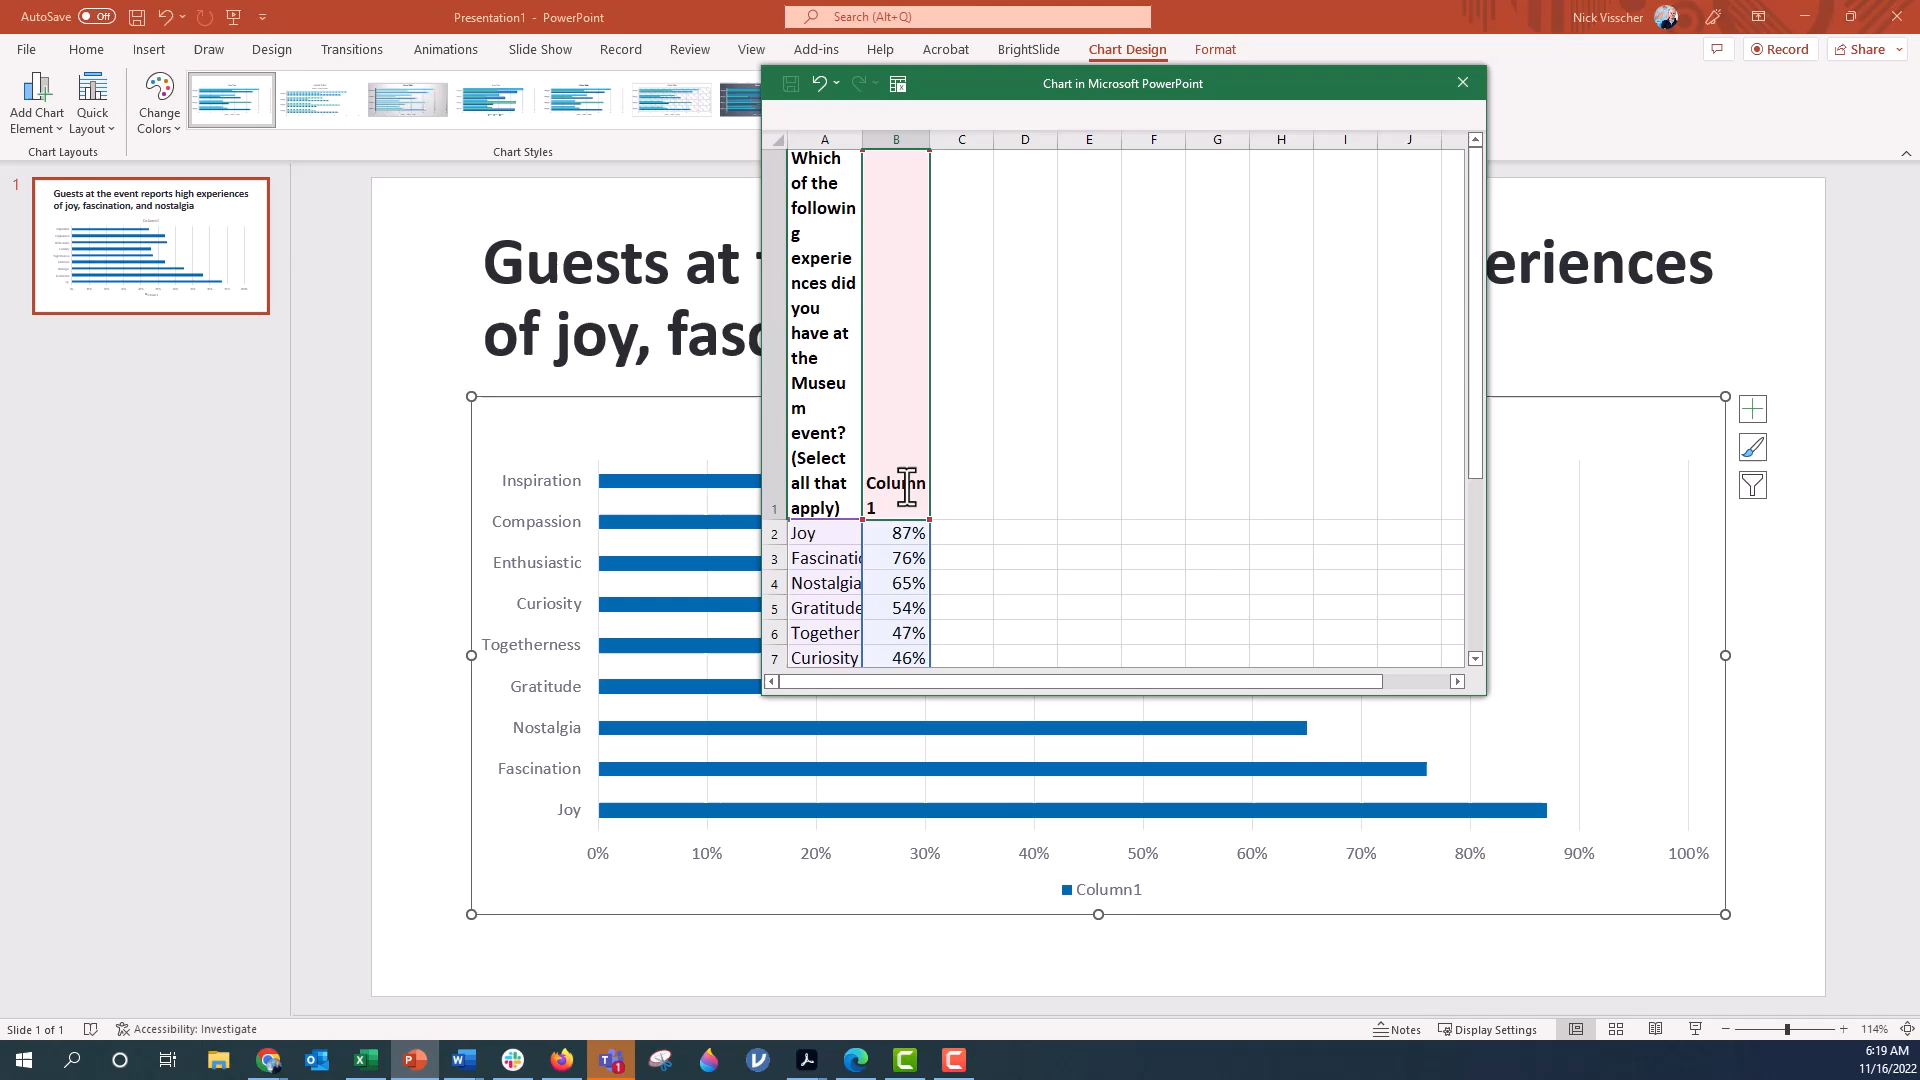 AutoSave Off
Presentation1 - PowerPoint
Search (Alt+Q)
Nick Visscher
File Home Insert Draw Design Transitions Animations Slide Show Record Review View Add-ins Help Acrobat BrightSlide Chart Design Format
Record
Share
Add Chart
Element
Quick
Layout
Change
Colors
Chart Layouts
Chart Styles
Chart in Microsoft PowerPoint
A B C D E F G H I J
Which
of the
followin
g
experie
nces did
you
have at
the
Museu
m
event?
(Select
all that
apply)
Column
1
1
2 Joy 87%
3 Fascinatio 76%
4 Nostalgia 65%
5 Gratitude 54%
6 Together 47%
7 Curiosity 46%
1
Guests at the event reports high experiences
of joy, fascination, and nostalgia
Guests at
eriences
of joy, fasc
Inspiration
Compassion
Enthusiastic
Curiosity
Togetherness
Gratitude
Nostalgia
Fascination
Joy
0% 10% 20% 30% 40% 50% 60% 70% 80% 90% 100%
Column1
Slide 1 of 1
Accessibility: Investigate
Notes
Display Settings
114%
6:19 AM
11/16/2022